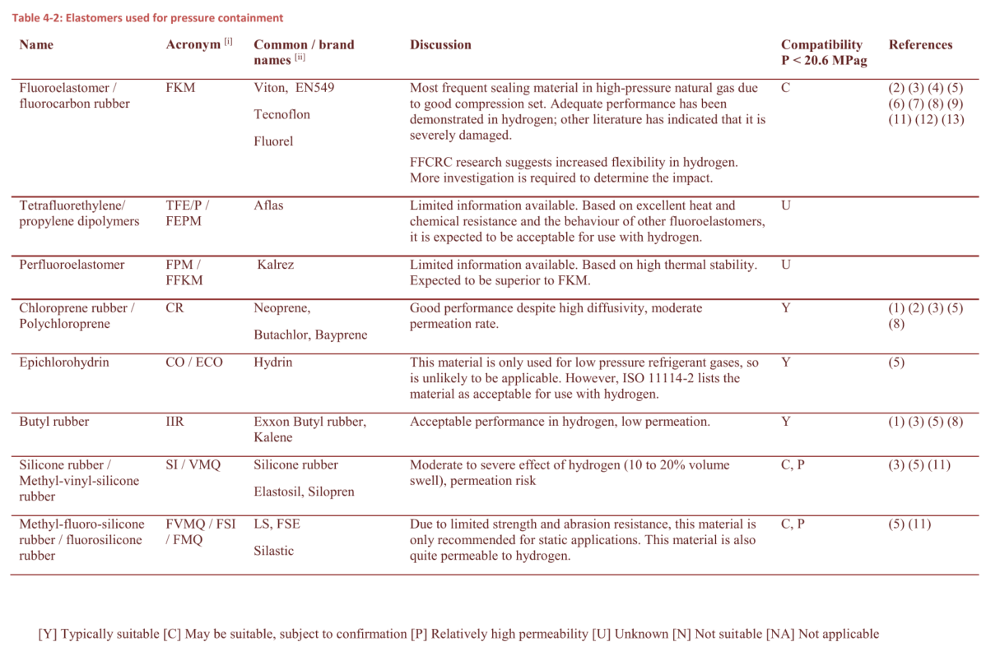 Table 4-2: Elastomers used for pressure containment
Name Acronym [i] Common / brand names [ii] Discussion Compatibility P < 20.6 MPag References
Fluoroelastomer / fluorocarbon rubber FKM Viton, EN549
Tecnoflon
Fluorel
Most frequent sealing material in high-pressure natural gas due
to good compression set. Adequate performance has been
demonstrated in hydrogen; other literature has indicated that it is
severely damaged.
FFCRC research suggests increased flexibility in hydrogen.
More investigation is required to determine the impact.
C
(2) (3) (4) (5)
(6) (7) (8) (9)
(11) (12) (13)
Tetrafluorethylene/
propylene dipolymers
TFE/P /
FEPM
Aflas
Limited information available. Based on excellent heat and
chemical resistance and the behaviour of other fluoroelastomers,
it is expected to be acceptable for use with hydrogen.
U
Perfluoroelastomer
FPM /
FFKM
Kalrez
Limited information available. Based on high thermal stability.
Expected to be superior to FKM.
U
Chloroprene rubber /
Polychloroprene
CR
Neoprene,
Butachlor, Bayprene
Good performance despite high diffusivity, moderate
permeation rate.
Y
(1) (2) (3) (5)
(8)
Epichlorohydrin
CO / ECO
Hydrin
This material is only used for low pressure refrigerant gases, so
is unlikely to be applicable. However, ISO 11114-2 lists the
material as acceptable for use with hydrogen.
Y
(5)
Butyl rubber
IIR
Exxon Butyl rubber,
Kalene
Acceptable performance in hydrogen, low permeation.
Y
(1) (3) (5) (8)
Silicone rubber /
Methyl-vinyl-silicone
rubber
SI / VMQ
Silicone rubber
Elastosil, Silopren
Moderate to severe effect of hydrogen (10 to 20% volume
swell), permeation risk
C, P
(3) (5) (11)
Methyl-fluoro-silicone
rubber / fluorosilicone
rubber
FVMQ / FSI
/ FMQ
LS, FSE
Silastic
Due to limited strength and abrasion resistance, this material is
only recommended for static applications. This material is also
quite permeable to hydrogen.
C, P
(5) (11)
[Y] Typically suitable [C] May be suitable, subject to confirmation [P] Relatively high permeability [U] Unknown [N] Not suitable [NA] Not applicable